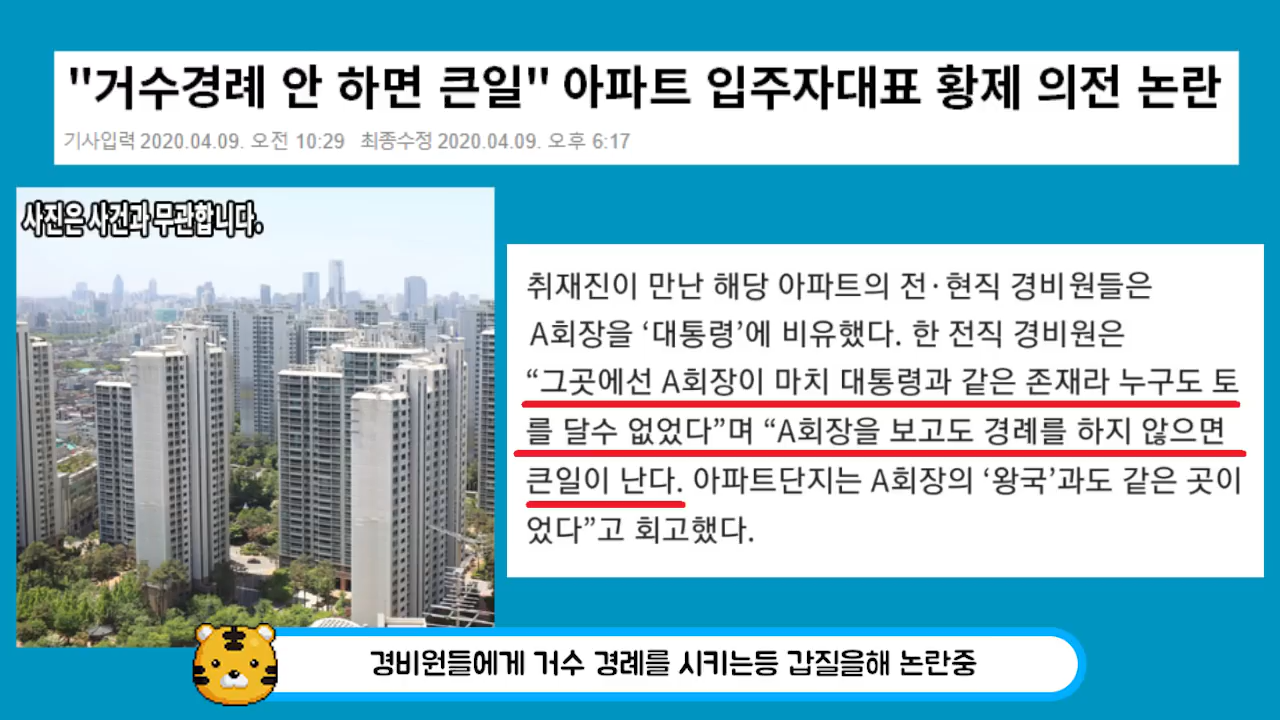 "거수경례 안 하면 큰일" 아파트 입주자대표 황제 의전 논란
기사입력 2020.04.09. 오전 10:29 최종수정 2020.04.09. 오후 6:17
사진은 사건과 무관합니다.
취재진이 만난 해당 아파트의 전·현직 경비원들은
A회장을 ‘대통령’에 비유했다. 한 전직 경비원은
“그곳에선 A회장이 마치 대통령과 같은 존재라 누구도 토
를 달수 없었다”며 “A회장을 보고도 경례를 하지 않으면
큰일이 난다. 아파트단지는 A회장의 ‘왕국’과도 같은 곳이
었다”고 회고했다.
경비원들에게 거수 경례를 시키는등 갑질을해 논란중